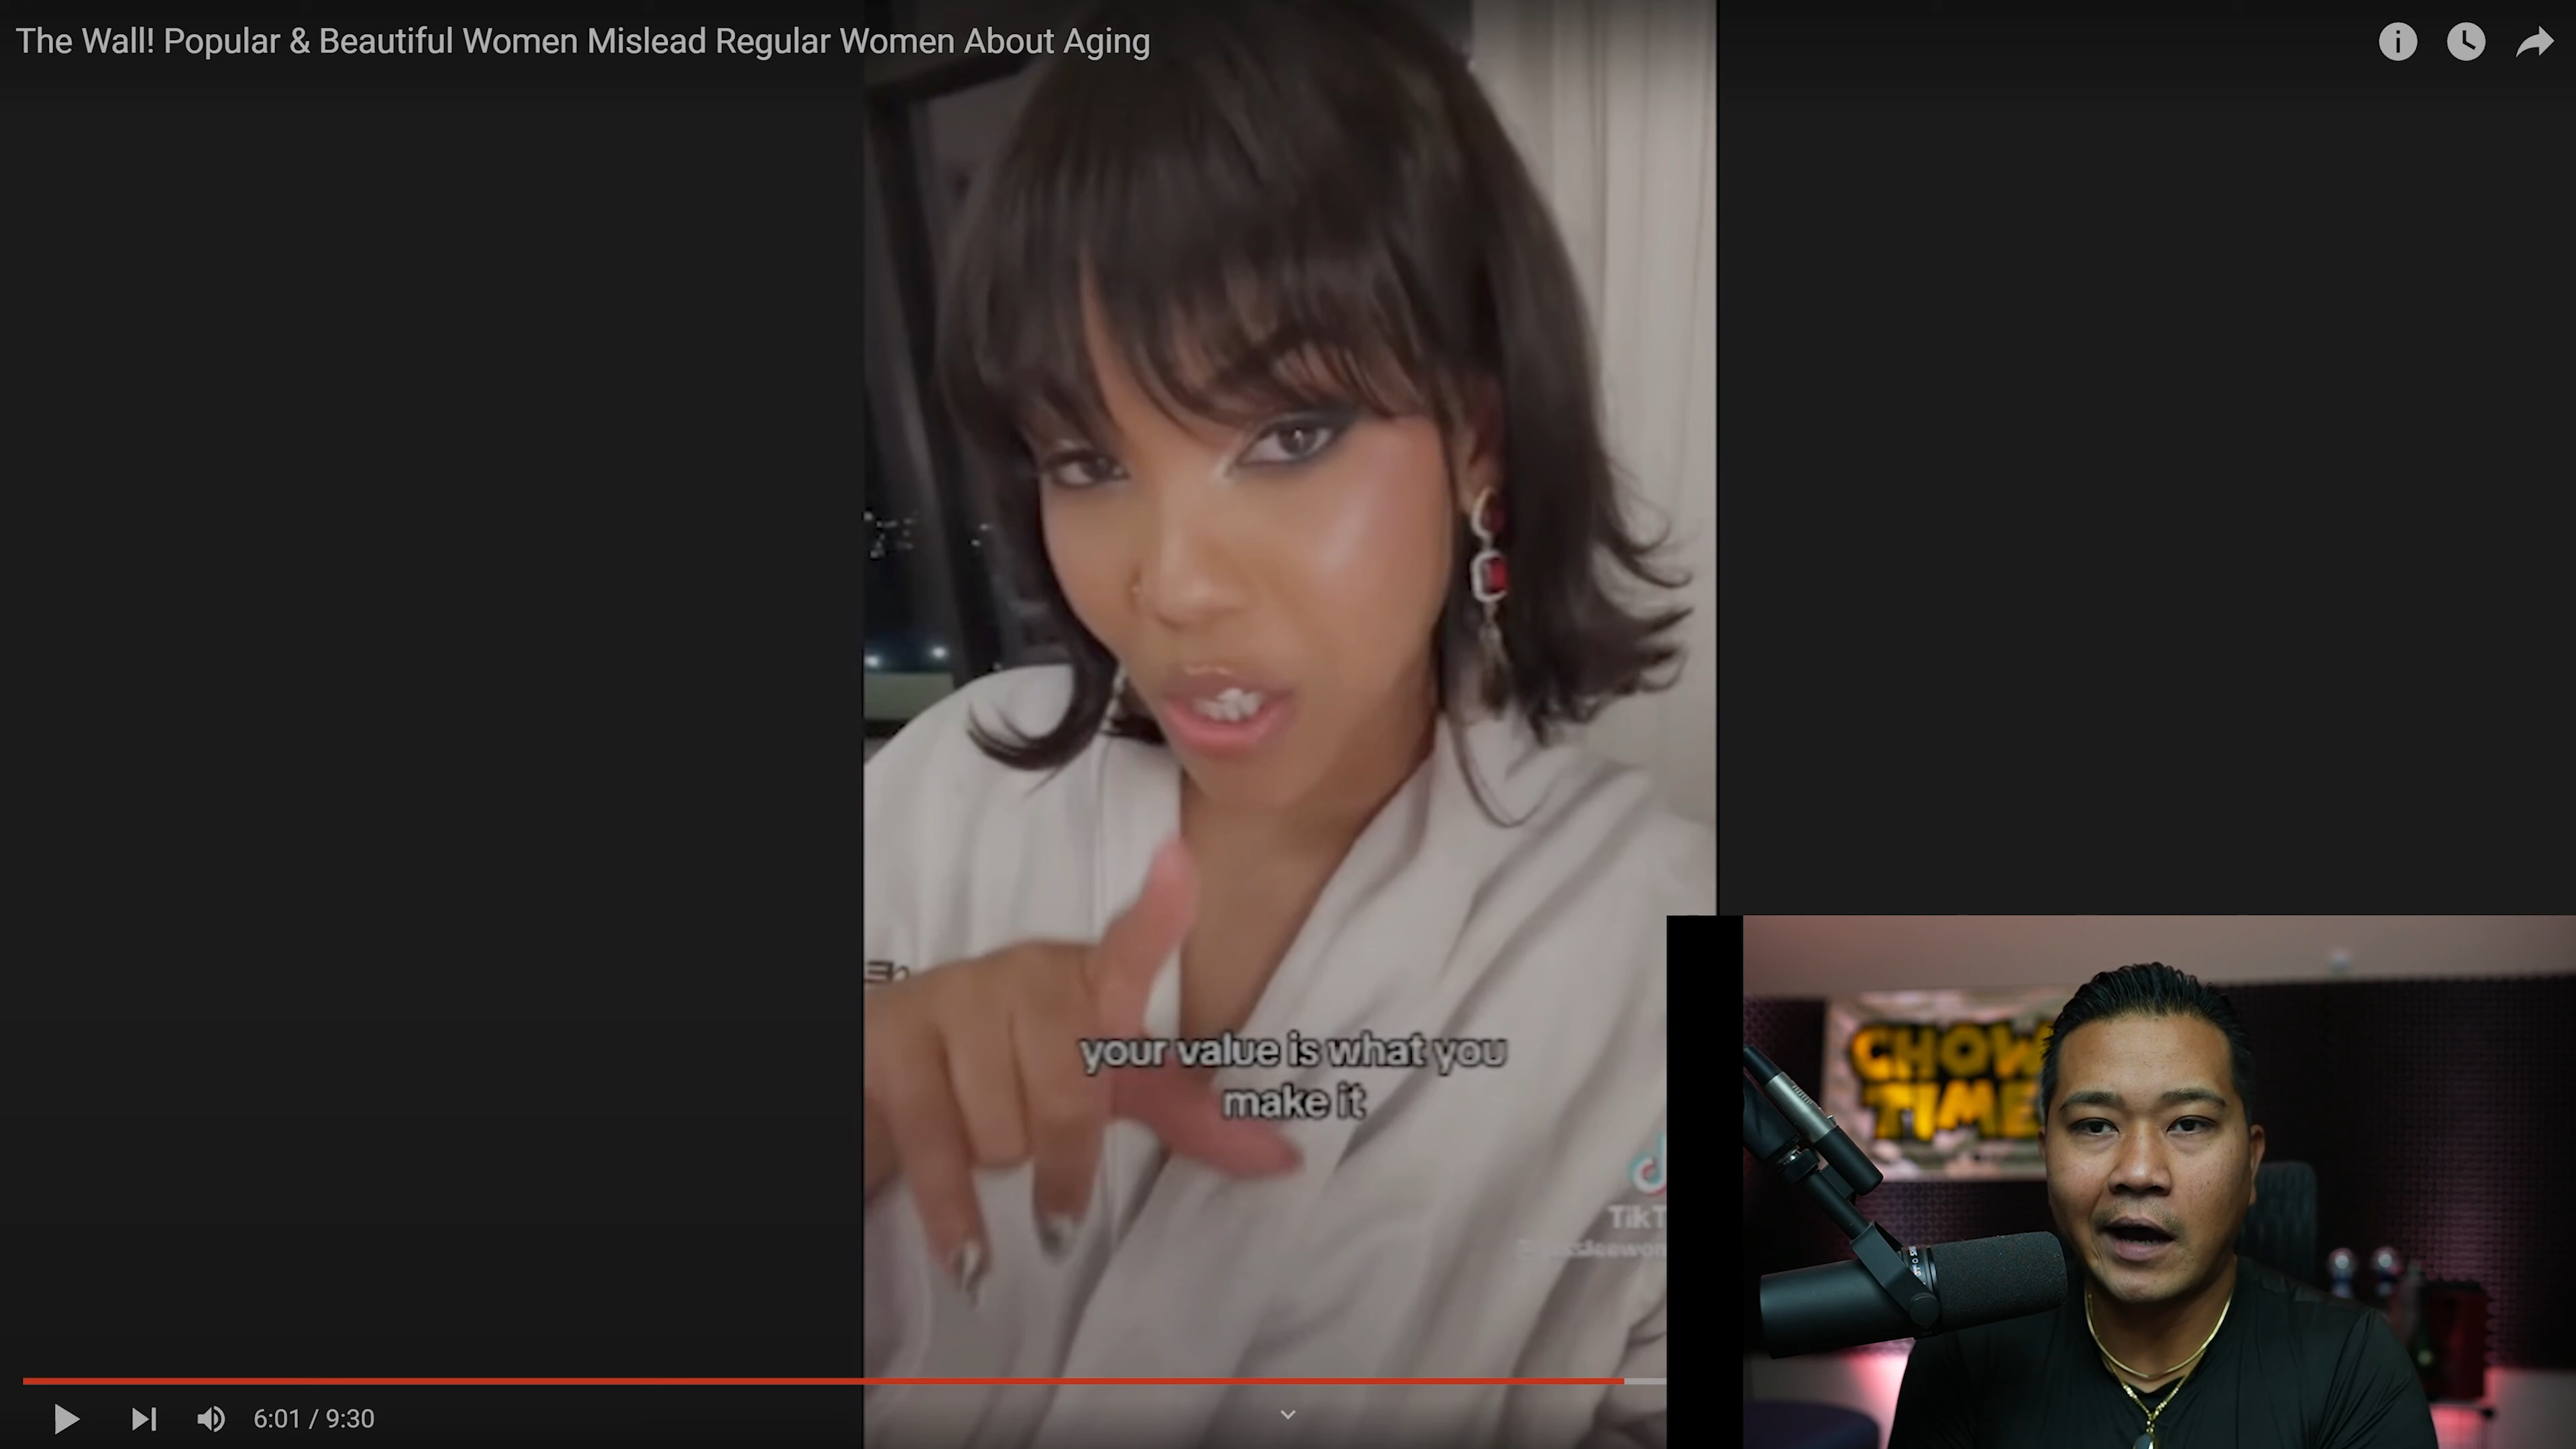 The Wall! Popular & Beautiful Women Mislead Regular Women About Aging
your value is what you
make it
TikT
CHOW
TIME
6:01 / 9:30